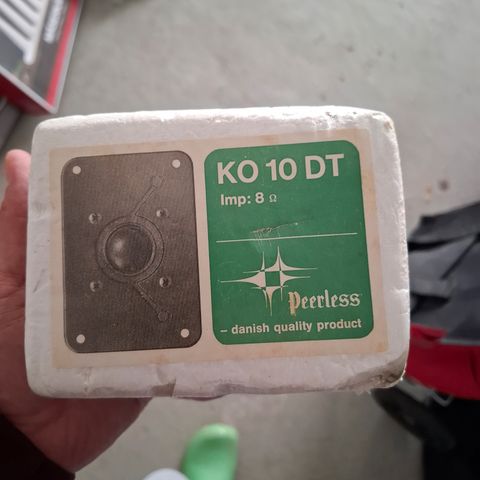 KO 10 DT
Imp: 8 Ω
Peerless
– danish quality product